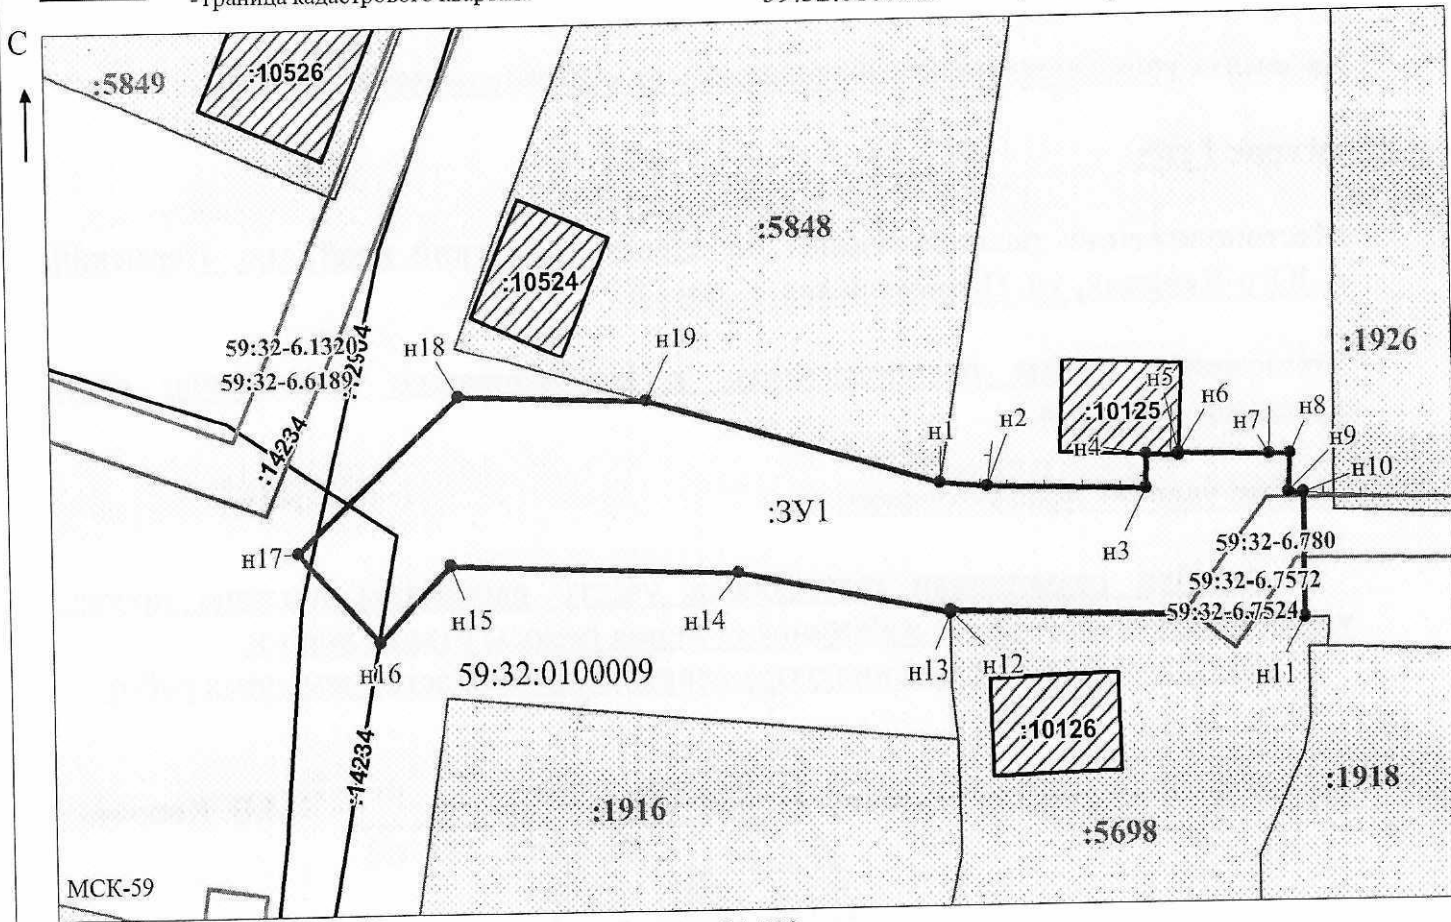 - граница кадастрового квартала
С
:5849
:10526
:5848
:10524
:1926
59:32-6.1320
59:32-6.6189
н18
н19
:14234
н5
н6
:10125
н4
н7
н8
н9
н10
н1
н2
:ЗУ1
н3
н17
59:32-6.780
59:32-6.7572
59:32-6.7524
н15
н14
н16
59:32:0100009
н13
н12
н11
:10126
:14234
:1916
:1918
:5698
МСК-59